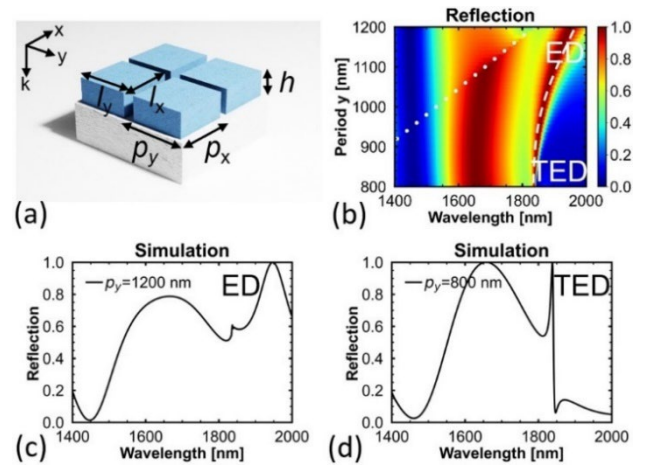 x
y
k
h
l_y
l_x
p_y
p_x
(a)
Reflection
Period y [nm]
1200
1100
1000
900
800
1400 1600 1800 2000
Wavelength [nm]
ED
TED
1.0
0.8
0.6
0.4
0.2
0.0
(b)
Simulation
p_y=1200 nm
ED
Reflection
1.0
0.8
0.6
0.4
0.2
0.0
1400 1600 1800 2000
Wavelength [nm]
(c)
Simulation
p_y=800 nm
TED
Reflection
1.0
0.8
0.6
0.4
0.2
0.0
1400 1600 1800 2000
Wavelength [nm]
(d)